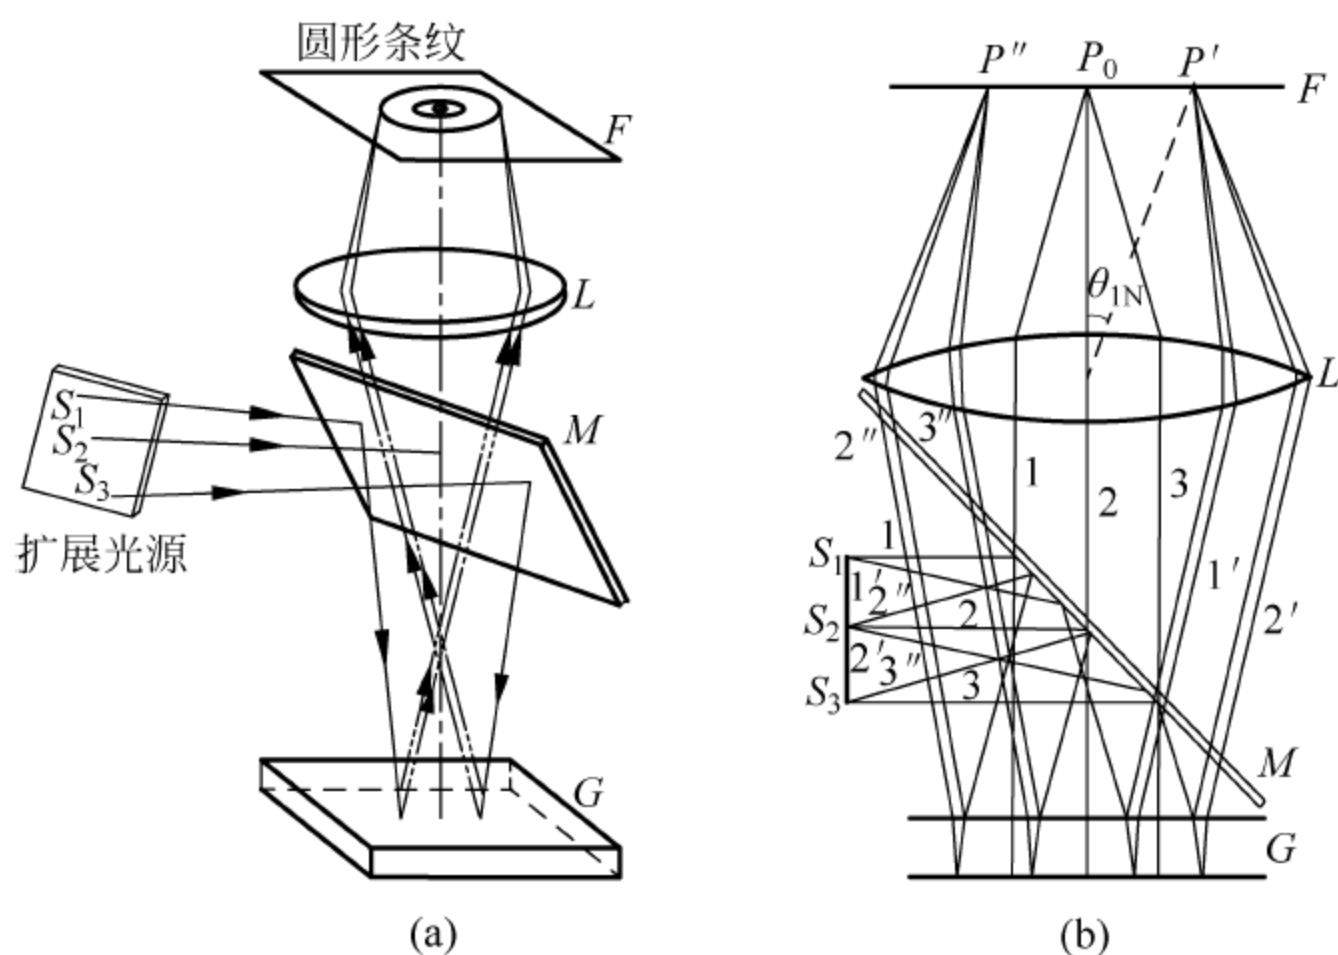 圆形条纹
F
L
M
S₁
S₂
S₃
扩展光源
G
(a)
P″ P₀ P′
F
θ₁N
L
2″ 3″
1 2 3
S₁ 1
1′ 2″
1′
S₂ 2
2′
2′ 3″
S₃ 3
M
G
(b)